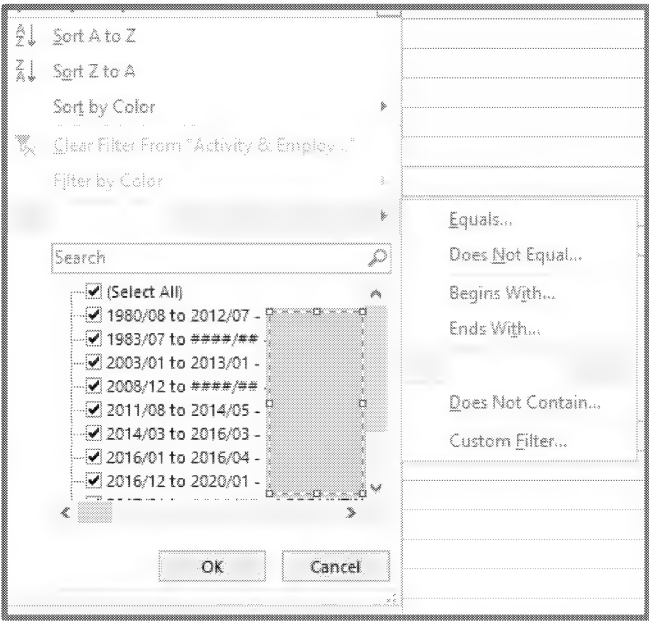 Sort A to Z
Sort Z to A
Sort by Color
Clear Filter From "Activity & Employ..."
Filter by Color
Search
(Select All)
1980/08 to 2012/07 -
1983/07 to ####/## -
2003/01 to 2013/01 -
2008/12 to ####/## -
2011/08 to 2014/05 -
2014/03 to 2016/03 -
2016/01 to 2016/04 -
2016/12 to 2020/01 -
OK
Cancel
Equals...
Does Not Equal...
Begins With...
Ends With...
Does Not Contain...
Custom Filter...